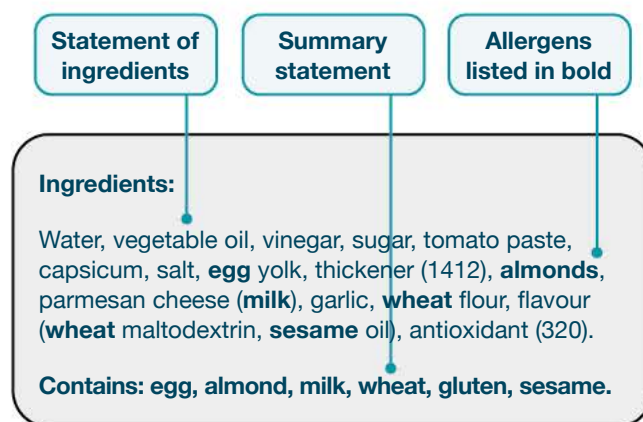 Statement of
ingredients
Summary
statement
Allergens
listed in bold
Ingredients:
Water, vegetable oil, vinegar, sugar, tomato paste,
capsicum, salt, egg yolk, thickener (1412), almonds,
parmesan cheese (milk), garlic, wheat flour, flavour
(wheat maltodextrin, sesame oil), antioxidant (320).
Contains: egg, almond, milk, wheat, gluten, sesame.